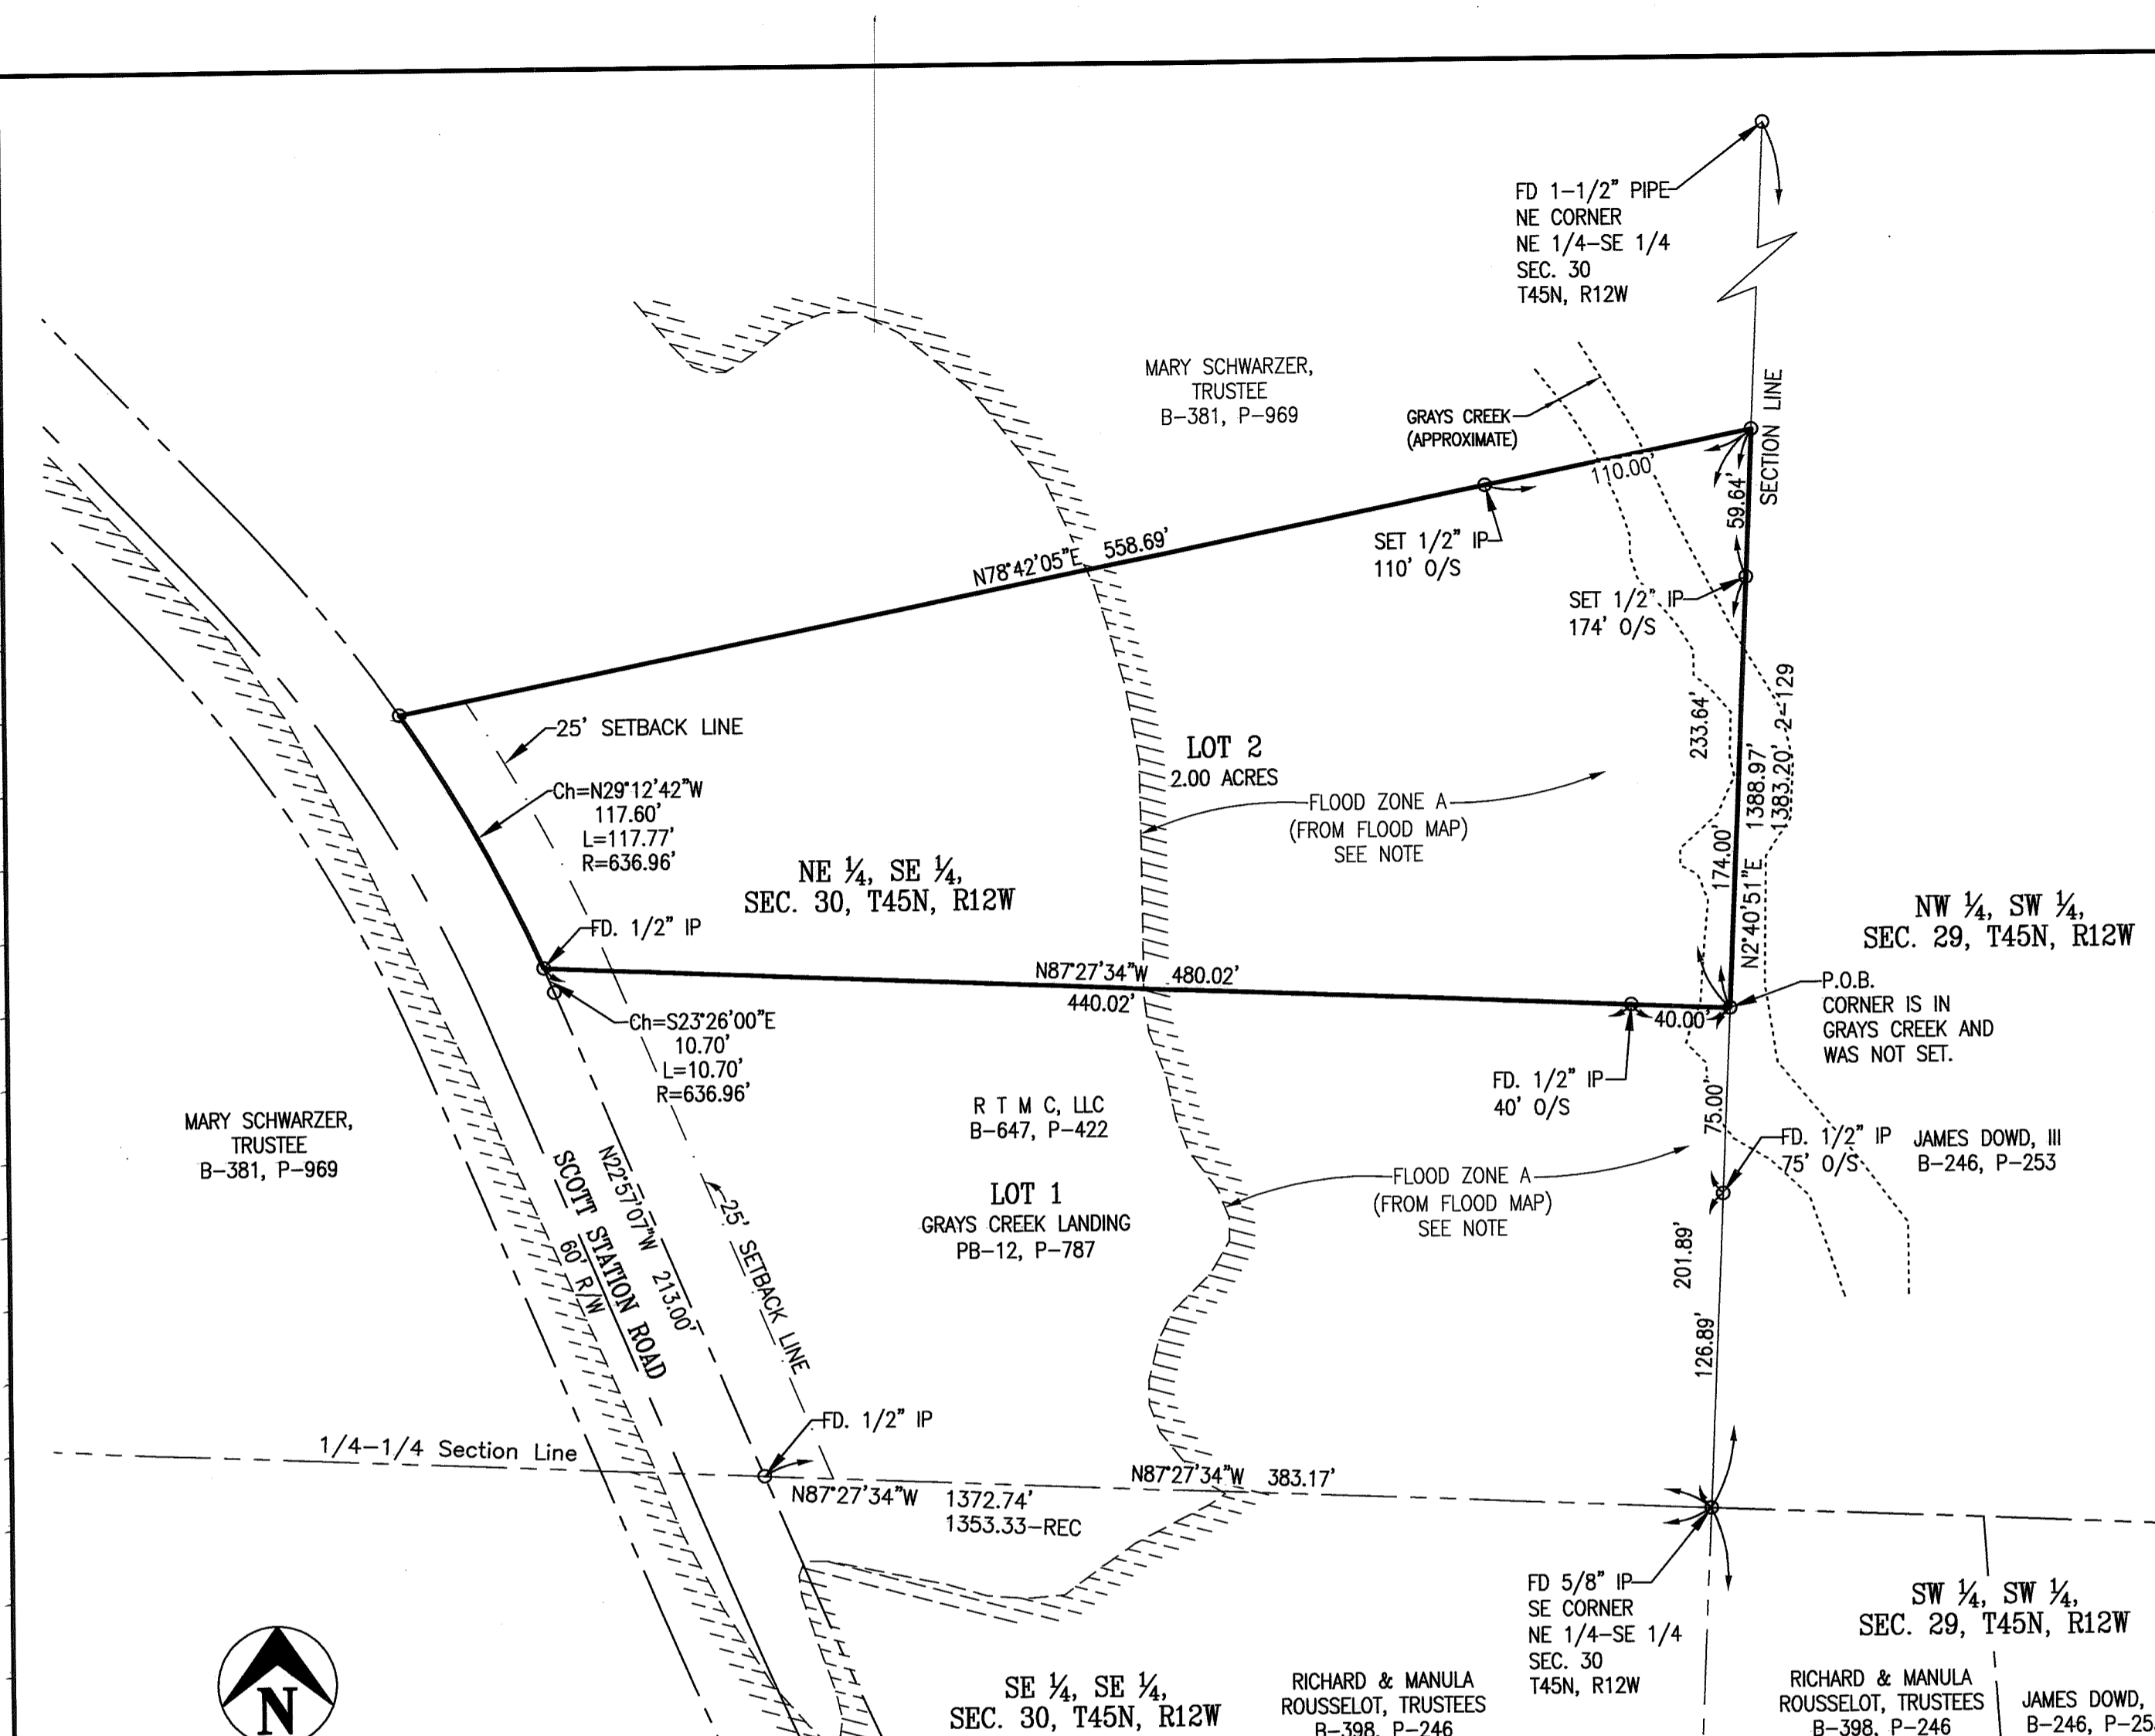 FD 1-1/2" PIPE
NE CORNER
NE 1/4-SE 1/4
SEC. 30
T45N, R12W
MARY SCHWARZER,
TRUSTEE
B-381, P-969
GRAYS CREEK
(APPROXIMATE)
SECTION LINE
110.00'
59.64'
N78°42'05"E 558.69'
SET 1/2" IP
110' O/S
SET 1/2" IP
174' O/S
25' SETBACK LINE
LOT 2
2.00 ACRES
233.64'
1388.97'
1383.20' 2-129
Ch=N29°12'42"W
117.60'
L=117.77'
R=636.96'
FLOOD ZONE A
(FROM FLOOD MAP)
SEE NOTE
174.00'
N2°40'51"E
NE ¼, SE ¼,
SEC. 30, T45N, R12W
NW ¼, SW ¼,
SEC. 29, T45N, R12W
FD. 1/2" IP
N87°27'34"W 480.02'
440.02'
40.00'
P.O.B.
CORNER IS IN
GRAYS CREEK AND
WAS NOT SET.
Ch=S23°26'00"E
10.70'
L=10.70'
R=636.96'
FD. 1/2" IP
40' O/S
75.00'
R T M C, LLC
B-647, P-422
MARY SCHWARZER,
TRUSTEE
B-381, P-969
FD. 1/2" IP
75' O/S
JAMES DOWD, III
B-246, P-253
SCOTT STATION ROAD
60' R/W
N22°57'07"W 213.00'
25' SETBACK LINE
LOT 1
GRAYS CREEK LANDING
PB-12, P-787
FLOOD ZONE A
(FROM FLOOD MAP)
SEE NOTE
201.89'
126.89'
FD. 1/2" IP
1/4-1/4 Section Line
N87°27'34"W 1372.74'
1353.33-REC
N87°27'34"W 383.17'
FD 5/8" IP
SE CORNER
NE 1/4-SE 1/4
SEC. 30
T45N, R12W
SW ¼, SW ¼,
SEC. 29, T45N, R12W
N
SE ¼, SE ¼,
SEC. 30, T45N, R12W
RICHARD & MANULA
ROUSSELOT, TRUSTEES
B-398, P-246
RICHARD & MANULA
ROUSSELOT, TRUSTEES
B-398, P-246
JAMES DOWD,
B-246, P-25